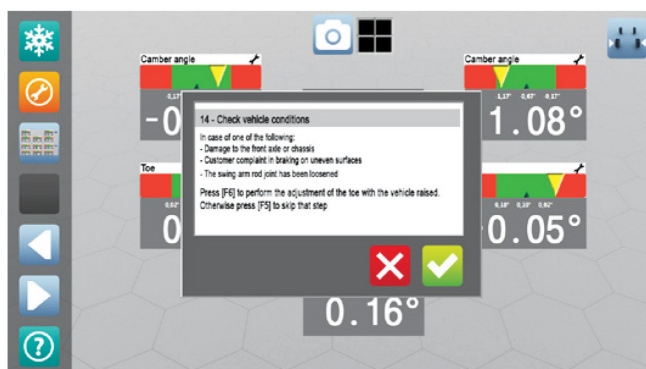 Camber angle
Camber angle
14 - Check vehicle conditions
In case of one of the following:
- Damage to the front axle or chassis
- Customer complaint in braking on uneven surfaces
- The swing arm rod joint has been loosened
Press [F6] to perform the adjustment of the toe with the vehicle raised.
Otherwise press [F5] to skip that step
-0
1.08°
Toe
0
0.05°
0.16°
?